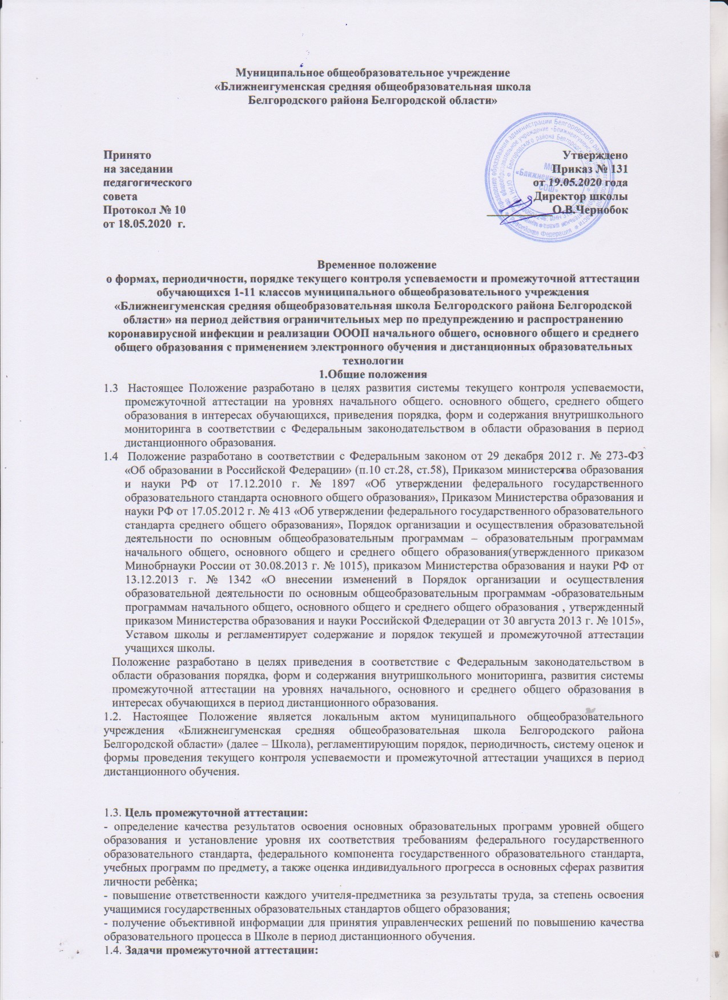 Муниципальное общеобразовательное учреждение
«Ближнеигуменская средняя общеобразовательная школа
Белгородского района Белгородской области»
Принято
на заседании
педагогического
совета
Протокол № 10
от 18.05.2020 г.
Утверждено
Приказ № 131
от 19.05.2020 года
Директор школы
____________О.В.Чернобок
Временное положение
о формах, периодичности, порядке текущего контроля успеваемости и промежуточной аттестации
обучающихся 1-11 классов муниципального общеобразовательного учреждения
«Ближнеигуменская средняя общеобразовательная школа Белгородского района Белгородской
области» на период действия ограничительных мер по предупреждению и распространению
коронавирусной инфекции и реализации ОООП начального общего, основного общего и среднего
общего образования с применением электронного обучения и дистанционных образовательных
технологии
1.Общие положения
1.3 Настоящее Положение разработано в целях развития системы текущего контроля успеваемости,
промежуточной аттестации на уровнях начального общего. основного общего, среднего общего
образования в интересах обучающихся, приведения порядка, форм и содержания внутришкольного
мониторинга в соответствии с Федеральным законодательством в области образования в период
дистанционного образования.
1.4 Положение разработано в соответствии с Федеральным законом от 29 декабря 2012 г. № 273-ФЗ
«Об образовании в Российской Федерации» (п.10 ст.28, ст.58), Приказом министерства образования
и науки РФ от 17.12.2010 г. № 1897 «Об утверждении федерального государственного
образовательного стандарта основного общего образования», Приказом Министерства образования и
науки РФ от 17.05.2012 г. № 413 «Об утверждении федерального государственного образовательного
стандарта среднего общего образования», Порядок организации и осуществления образовательной
деятельности по основным общеобразовательным программам – образовательным программам
начального общего, основного общего и среднего общего образования(утвержденного приказом
Минобрнауки России от 30.08.2013 г. № 1015), приказом Министерства образования и науки РФ от
13.12.2013 г. № 1342 «О внесении изменений в Порядок организации и осуществления
образовательной деятельности по основным общеобразовательным программам -образовательным
программам начального общего, основного общего и среднего общего образования , утвержденный
приказом Министерства образования и науки Российской Фдедерации от 30 августа 2013 г. № 1015»,
Уставом школы и регламентирует содержание и порядок текущей и промежуточной аттестации
учащихся школы.
Положение разработано в целях приведения в соответствие с Федеральным законодательством в
области образования порядка, форм и содержания внутришкольного мониторинга, развития системы
промежуточной аттестации на уровнях начального, основного и среднего общего образования в
интересах обучающихся в период дистанционного образования.
1.2. Настоящее Положение является локальным актом муниципального общеобразовательного
учреждения «Ближнеигуменская средняя общеобразовательная школа Белгородского района
Белгородской области» (далее – Школа), регламентирующим порядок, периодичность, систему оценок и
формы проведения текущего контроля успеваемости и промежуточной аттестации учащихся в период
дистанционного обучения.
1.3. Цель промежуточной аттестации:
- определение качества результатов освоения основных образовательных программ уровней общего
образования и установление уровня их соответствия требованиям федерального государственного
образовательного стандарта, федерального компонента государственного образовательного стандарта,
учебных программ по предмету, а также оценка индивидуального прогресса в основных сферах развития
личности ребѐнка;
- повышение ответственности каждого учителя-предметника за результаты труда, за степень освоения
учащимися государственных образовательных стандартов общего образования;
- получение объективной информации для принятия управленческих решений по повышению качества
образовательного процесса в Школе в период дистанционного обучения.
1.4. Задачи промежуточной аттестации: